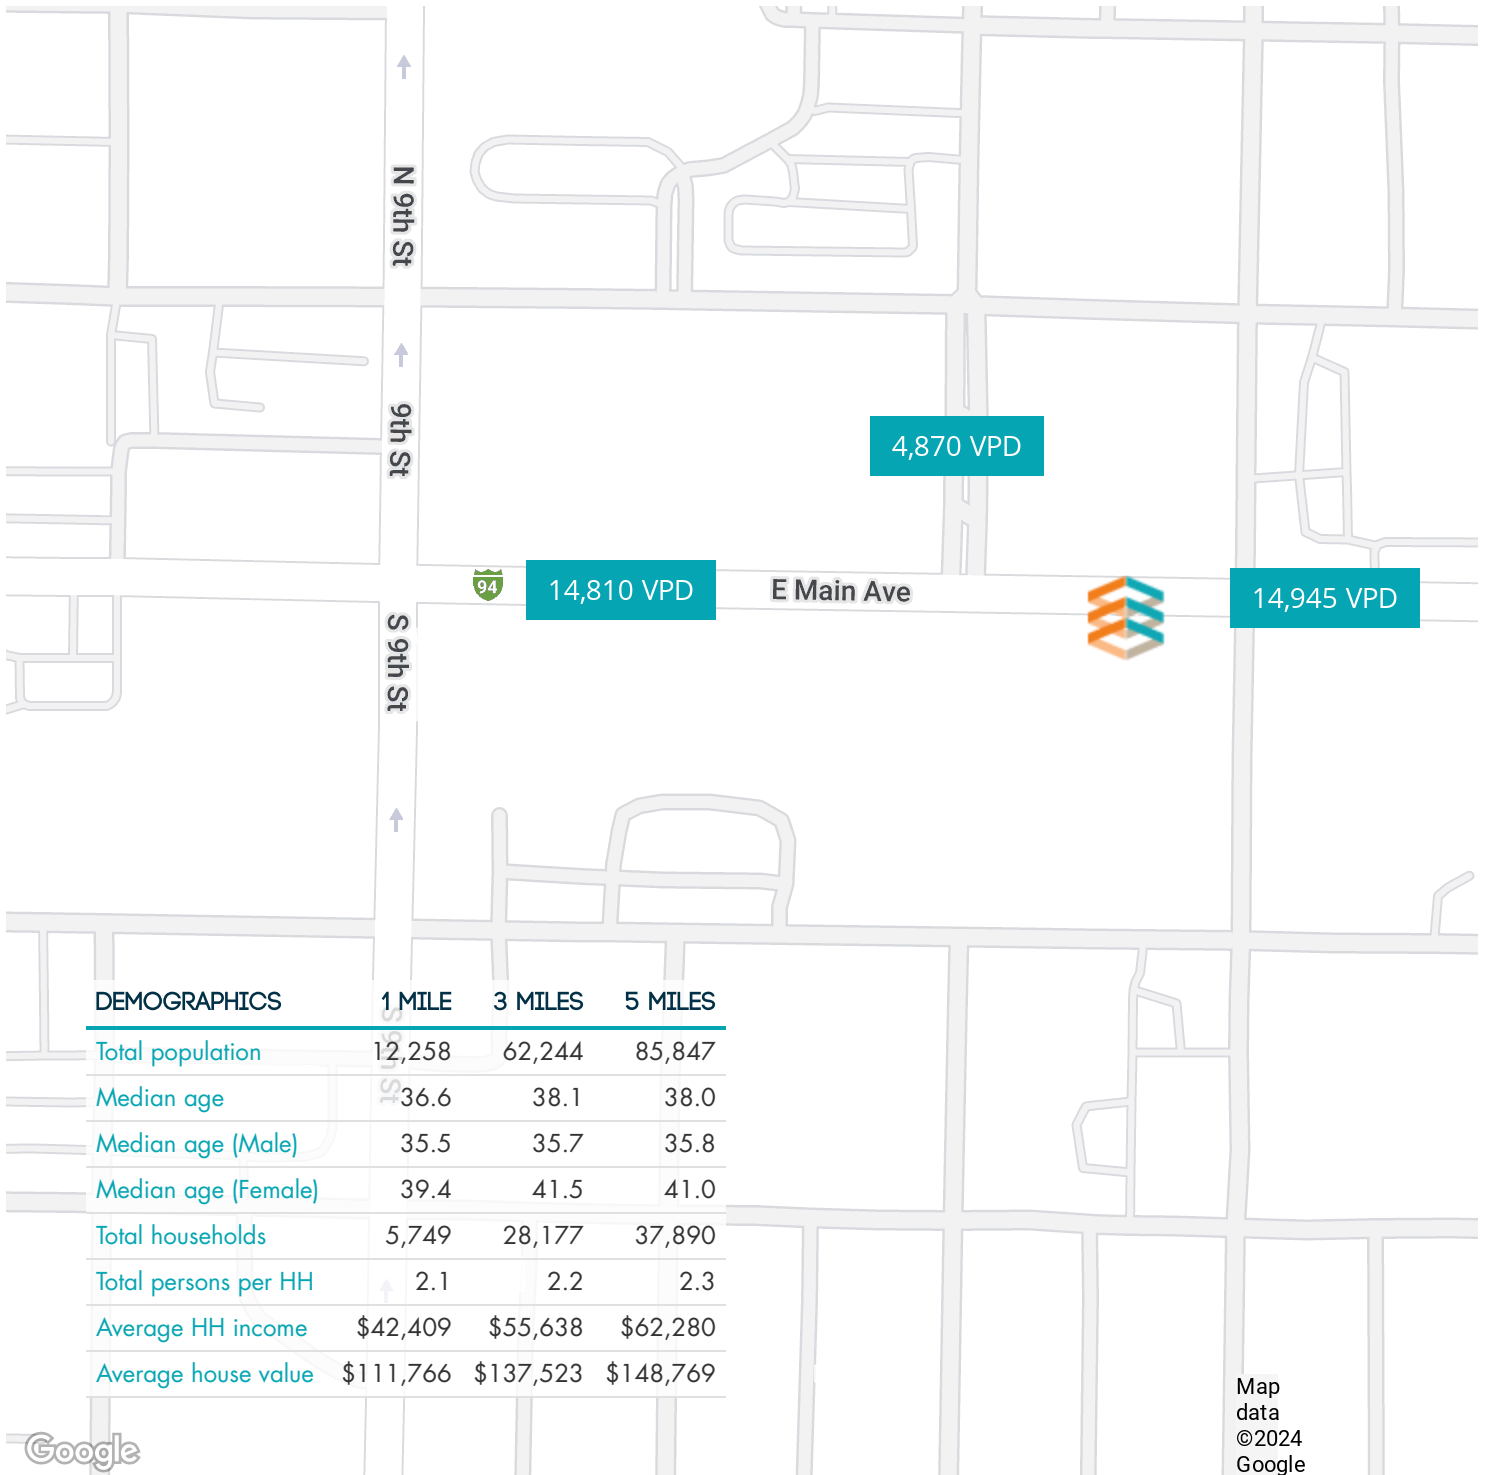 N 9th St
9th St
4,870 VPD
94
14,810 VPD
E Main Ave
14,945 VPD
S 9th St
DEMOGRAPHICS 1 MILE 3 MILES 5 MILES
S 9th St
Total population 12,258 62,244 85,847
Median age 36.6 38.1 38.0
Median age (Male) 35.5 35.7 35.8
Median age (Female) 39.4 41.5 41.0
Total households 5,749 28,177 37,890
Total persons per HH 2.1 2.2 2.3
Average HH income $42,409 $55,638 $62,280
Average house value $111,766 $137,523 $148,769
Map
data
©2024
Google
Google